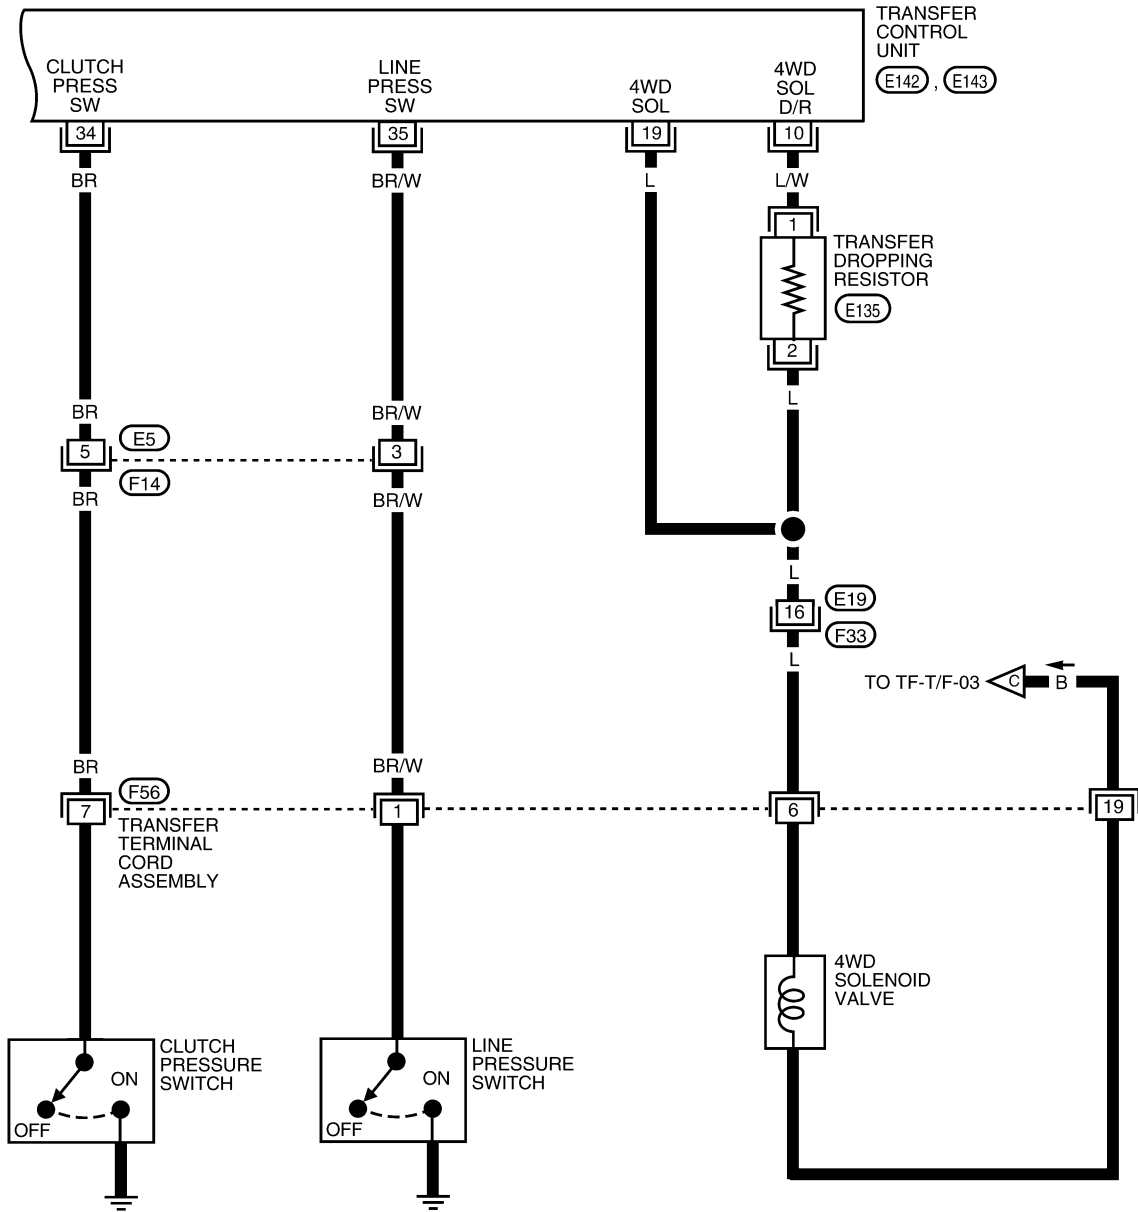 TRANSFER
CONTROL
UNIT
E142 , E143
CLUTCH
PRESS
SW
LINE
PRESS
SW
4WD
SOL
4WD
SOL
D/R
34
35
19
10
BR
BR/W
L
L/W
1
TRANSFER
DROPPING
RESISTOR
E135
2
L
BR
BR/W
5
E5
3
F14
BR
BR/W
L
16
E19
F33
L
TO TF-T/F-03
C
B
BR
BR/W
7
F56
1
6
19
TRANSFER
TERMINAL
CORD
ASSEMBLY
4WD
SOLENOID
VALVE
CLUTCH
PRESSURE
SWITCH
ON
OFF
LINE
PRESSURE
SWITCH
ON
OFF